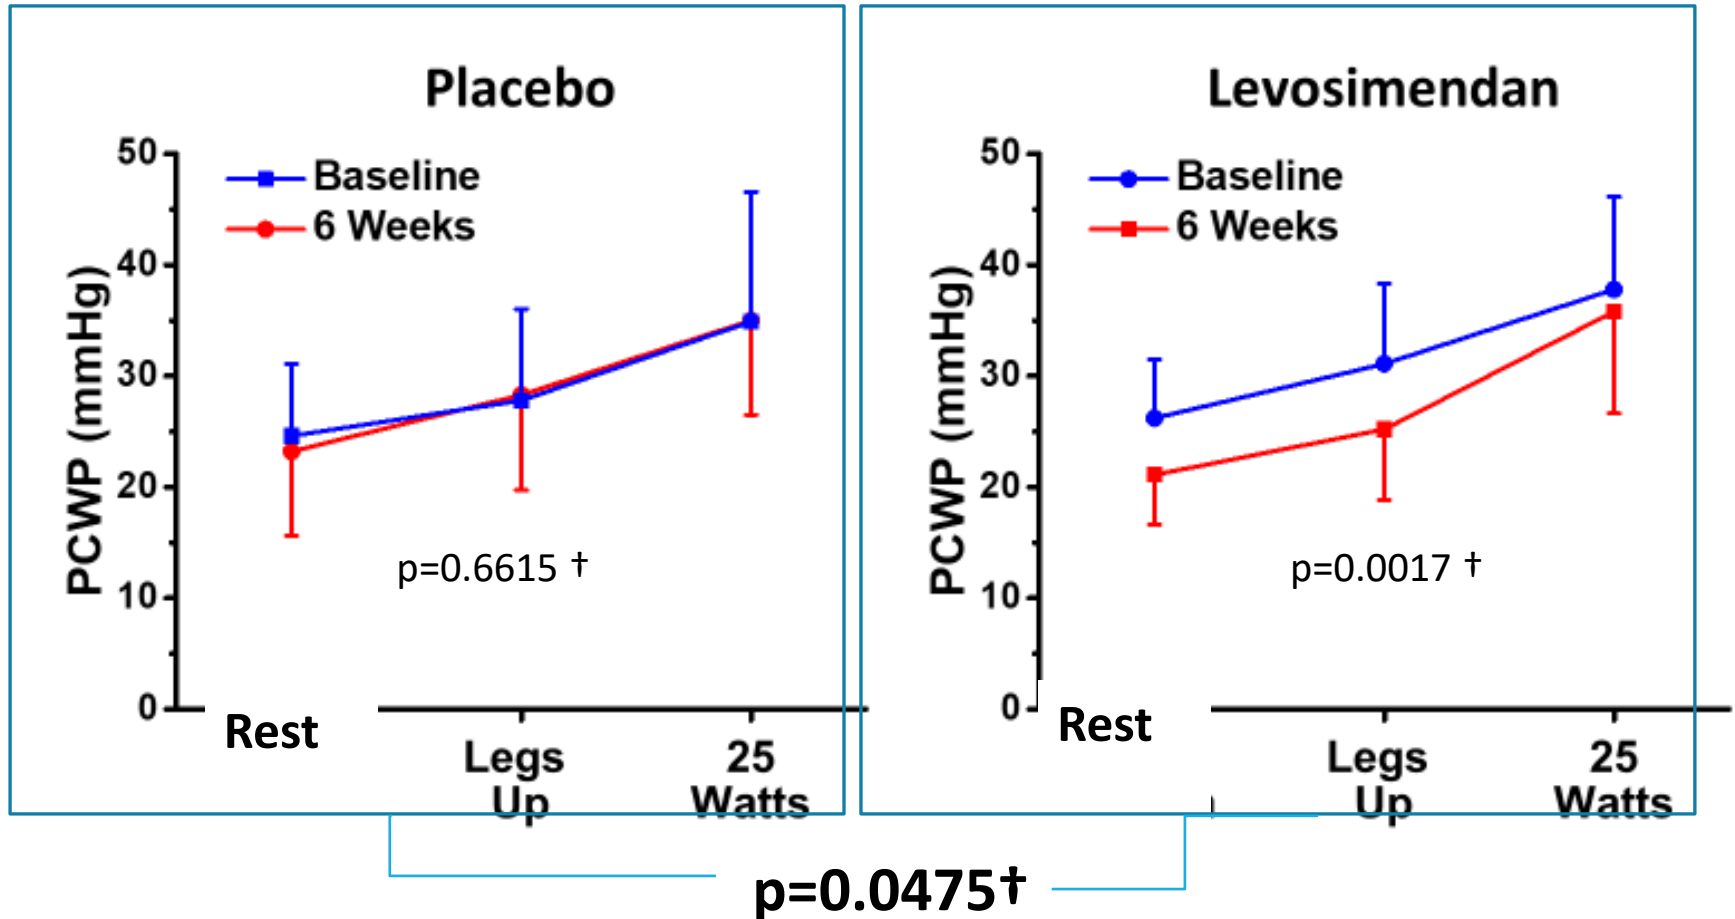 Placebo
50
40
30
20
10
0
PCWP (mmHg)
Baseline
6 Weeks
p=0.6615 †
Rest
Legs
Up
25
Watts
Levosimendan
50
40
30
20
10
0
PCWP (mmHg)
Baseline
6 Weeks
p=0.0017 †
Rest
Legs
Up
25
Watts
p=0.0475†